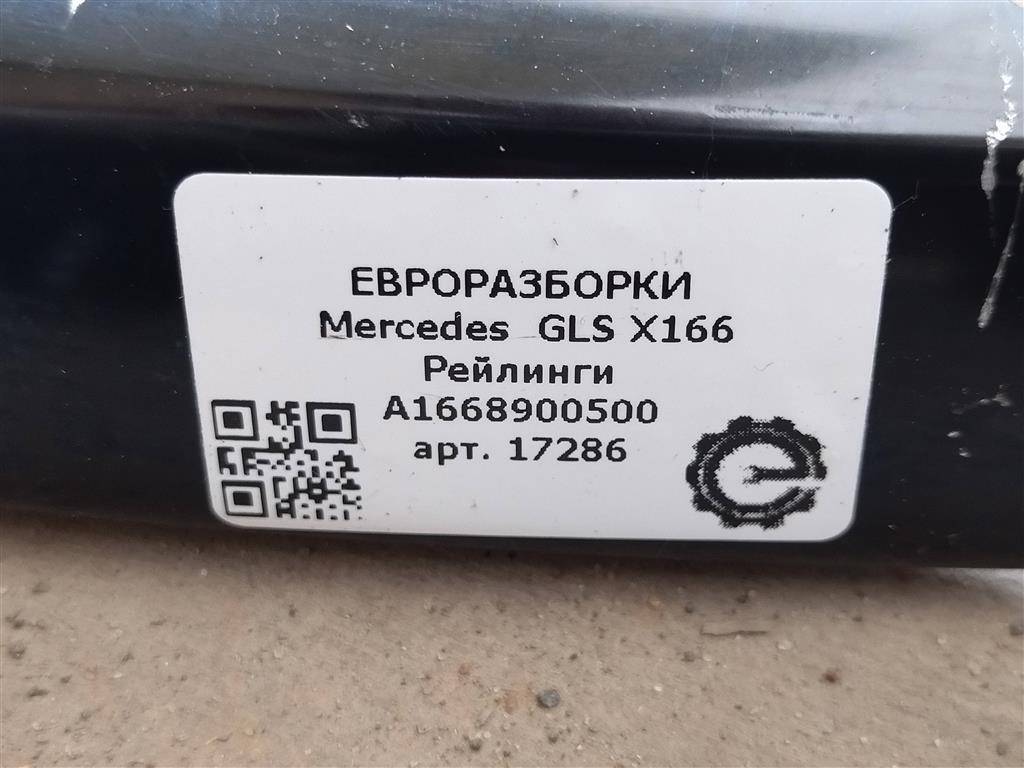 ЕВРОРАЗБОРКИ
Mercedes GLS X166
Рейлинги
A1668900500
арт. 17286